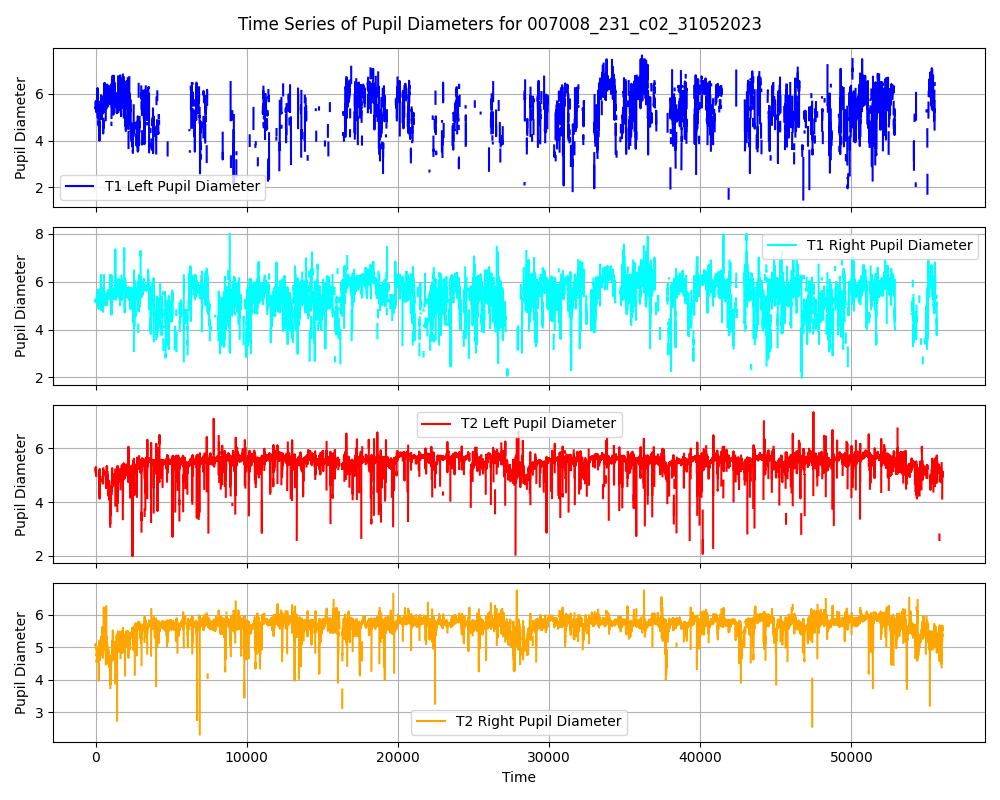 Time Series of Pupil Diameters for 007008_231_c02_31052023
Pupil Diameter
6
4
2
T1 Left Pupil Diameter
Pupil Diameter
8
6
4
2
T1 Right Pupil Diameter
Pupil Diameter
6
4
2
T2 Left Pupil Diameter
Pupil Diameter
6
5
4
3
T2 Right Pupil Diameter
0 10000 20000 30000 40000 50000
Time